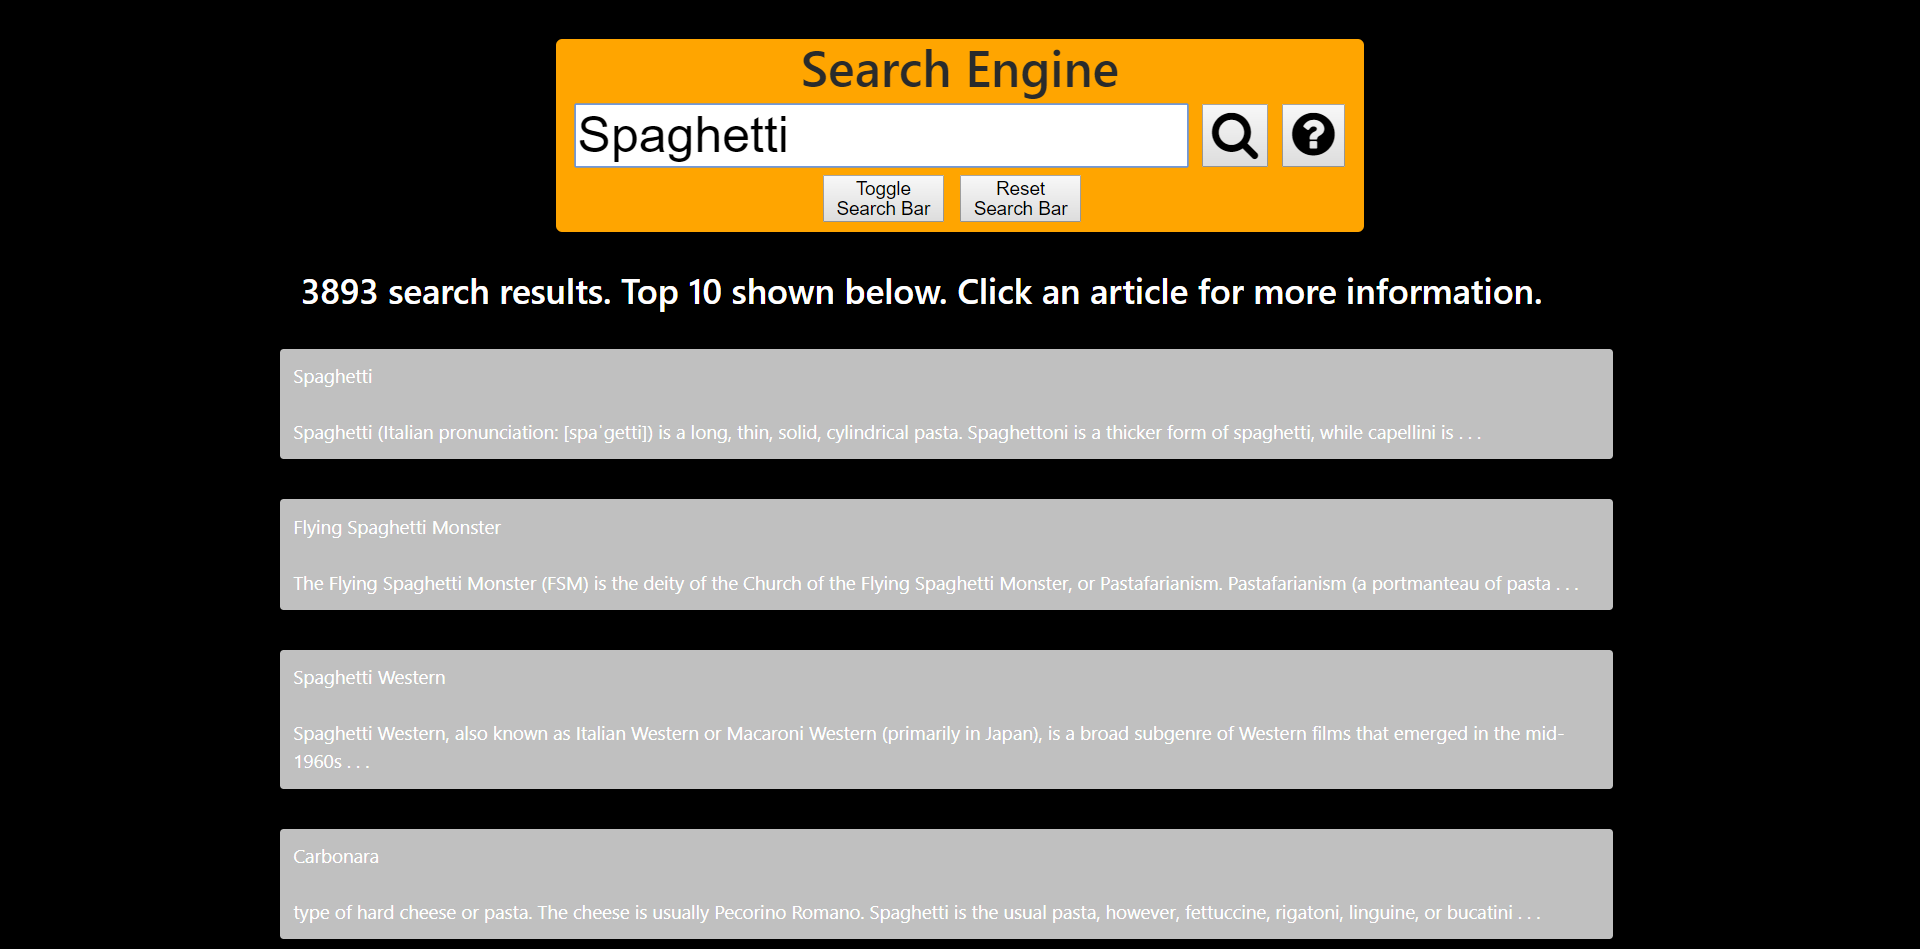 Search Engine
Spaghetti
Toggle
Search Bar
Reset
Search Bar
3893 search results. Top 10 shown below. Click an article for more information.
Spaghetti
Spaghetti (Italian pronunciation: [spaˈɡetti]) is a long, thin, solid, cylindrical pasta. Spaghettoni is a thicker form of spaghetti, while capellini is . . .
Flying Spaghetti Monster
The Flying Spaghetti Monster (FSM) is the deity of the Church of the Flying Spaghetti Monster, or Pastafarianism. Pastafarianism (a portmanteau of pasta . . .
Spaghetti Western
Spaghetti Western, also known as Italian Western or Macaroni Western (primarily in Japan), is a broad subgenre of Western films that emerged in the mid-
1960s . . .
Carbonara
type of hard cheese or pasta. The cheese is usually Pecorino Romano. Spaghetti is the usual pasta, however, fettuccine, rigatoni, linguine, or bucatini . . .